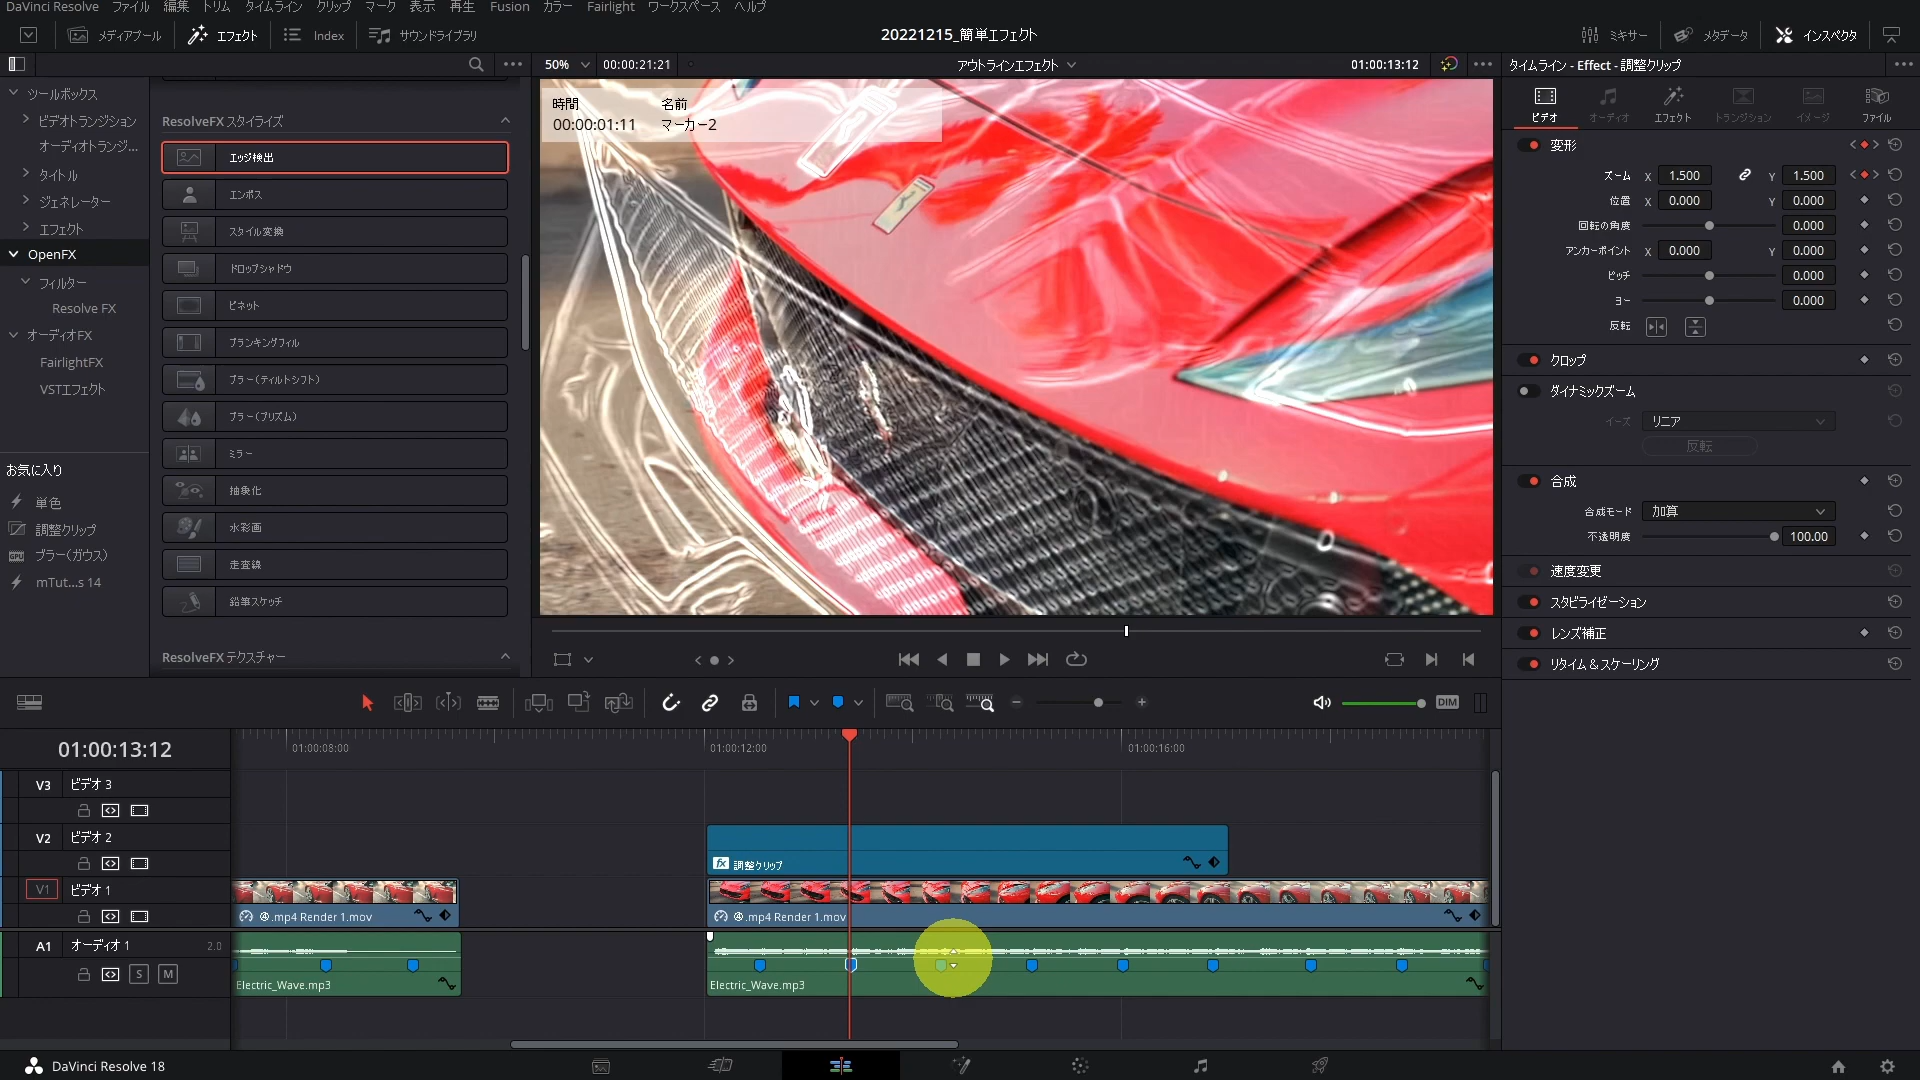 DaVinci Resolve ファイル 編集 トリム タイムライン クリップ マーク 表示 再生 Fusion カラー Fairlight ワークスペース ヘルプ
メディアプール エフェクト Index サウンドライブラリ
20221215_簡単エフェクト
ミキサー メタデータ インスペクタ
50% 00:00:21:21 アウトラインエフェクト 01:00:13:12
タイムライン - Effect - 調整クリップ
ツールボックス
ビデオトランジション
オーディオトランジ...
タイトル
ジェネレーター
エフェクト
OpenFX
フィルター
Resolve FX
オーディオFX
FairlightFX
VSTエフェクト
お気に入り
単色
調整クリップ
GPU ブラー(ガウス)
mTut...s 14
ResolveFX スタイライズ
エッジ検出
エンボス
スタイル変換
ドロップシャドウ
ビネット
ブランキングフィル
ブラー(ティルトシフト)
ブラー(プリズム)
ミラー
抽象化
水彩画
走査線
鉛筆スケッチ
ResolveFX テクスチャー
時間 名前
00:00:01:11 マーカー2
ビデオ オーディオ エフェクト トランジション イメージ ファイル
変形
ズーム X 1.500 Y 1.500
位置 X 0.000 Y 0.000
回転の角度 0.000
アンカーポイント X 0.000 Y 0.000
ピッチ 0.000
ヨー 0.000
反転
クロップ
ダイナミックズーム
イーズ リニア
反転
合成
合成モード 加算
不透明度 100.00
速度変更
スタビライゼーション
レンズ補正
リタイム & スケーリング
DIM
01:00:13:12
01:00:08:00 01:00:12:00 01:00:16:00
V3 ビデオ 3
V2 ビデオ 2
fx 調整クリップ
V1 ビデオ 1
.mp4 Render 1.mov .mp4 Render 1.mov
A1 オーディオ 1 2.0
S M
Electric_Wave.mp3 Electric_Wave.mp3
DaVinci Resolve 18